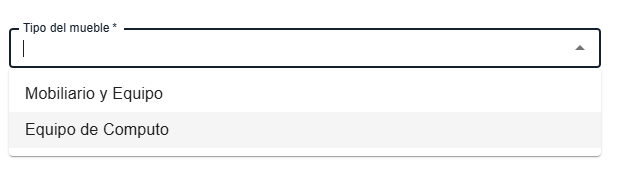 Tipo del mueble *
Mobiliario y Equipo
Equipo de Computo